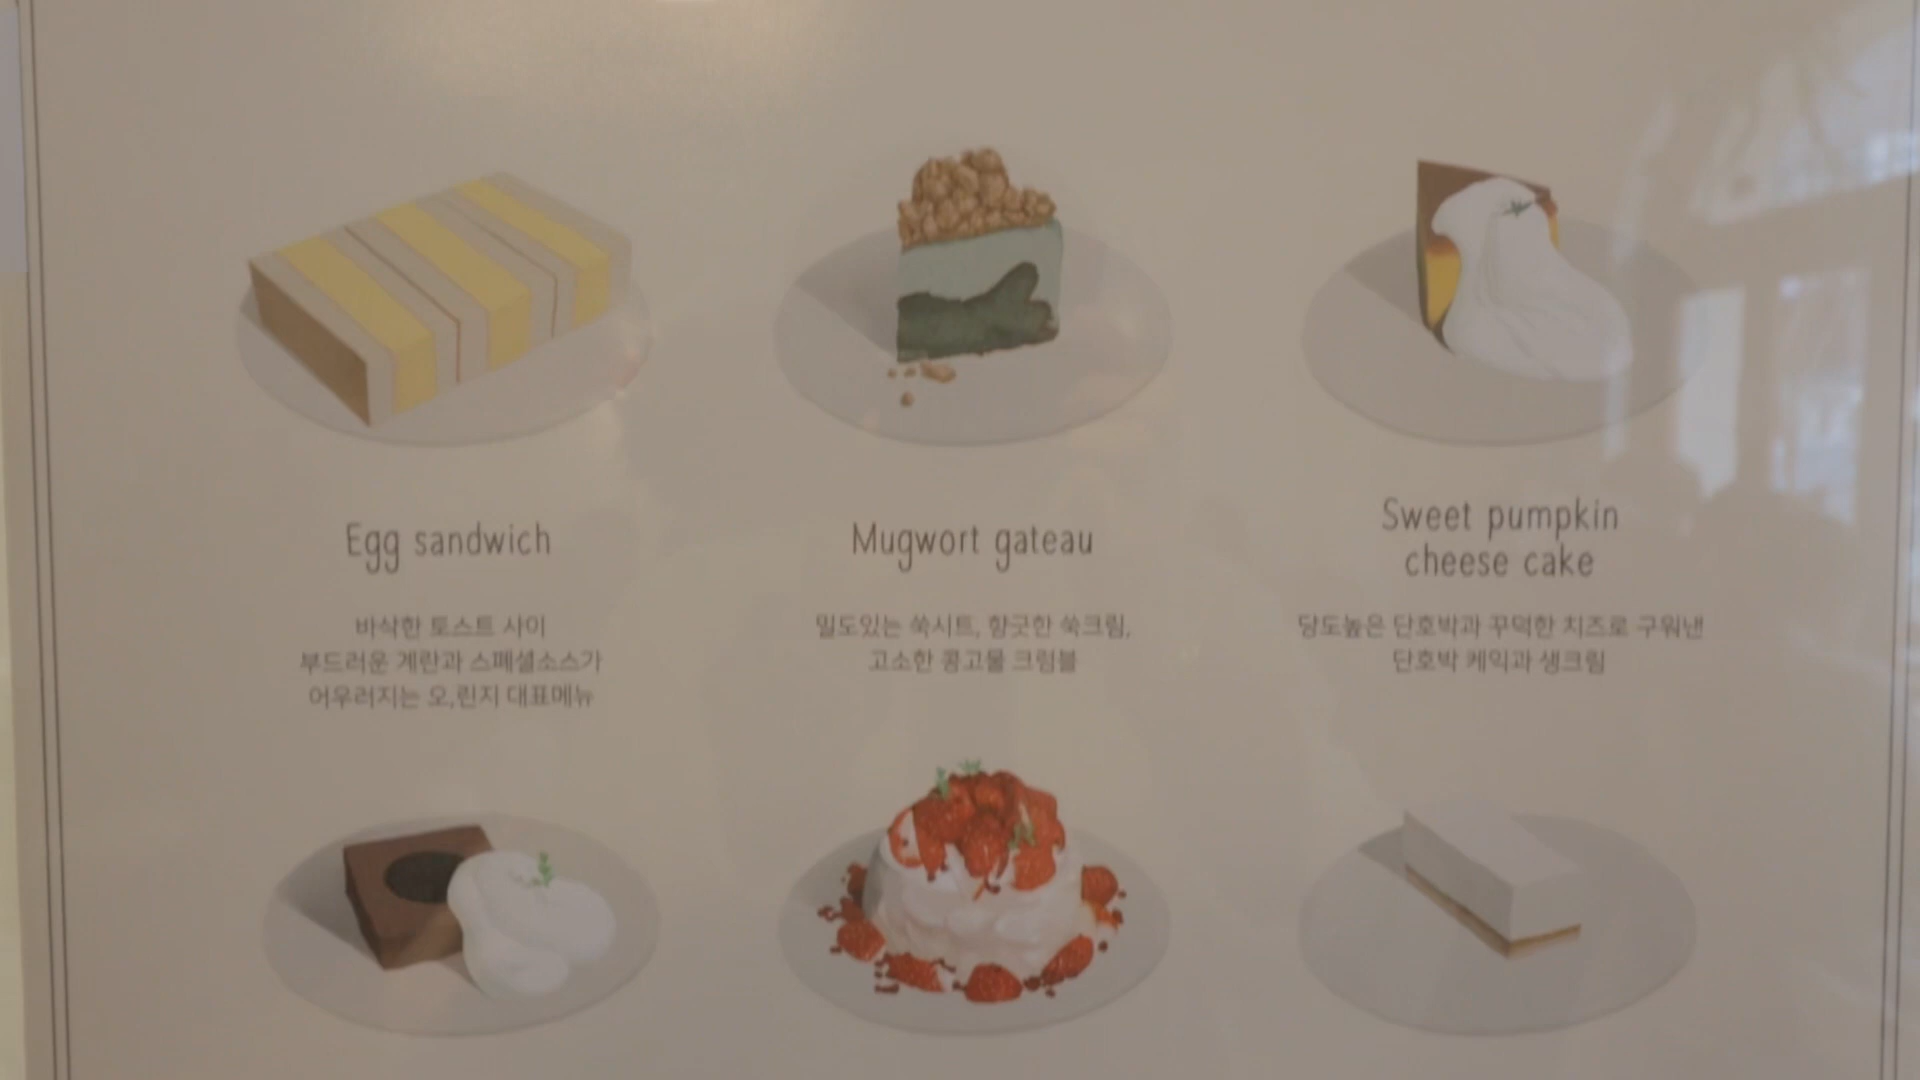 Egg sandwich
바삭한 토스트 사이
부드러운 계란과 스페셜소스가
어우러지는 오,린지 대표메뉴
Mugwort gateau
밀도있는 쑥시트, 향긋한 쑥크림,
고소한 콩고물 크럼블
Sweet pumpkin
cheese cake
당도높은 단호박과 꾸덕한 치즈로 구워낸
단호박 케익과 생크림